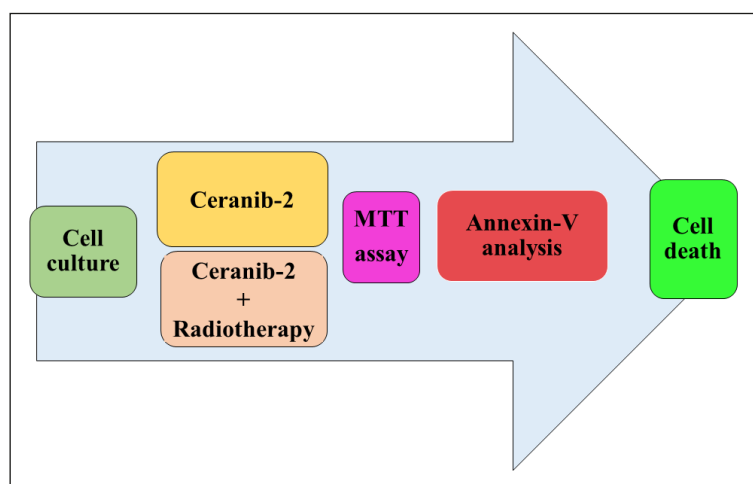 Cell
culture
Ceranib-2
Ceranib-2
+
Radiotherapy
MTT
assay
Annexin-V
analysis
Cell
death